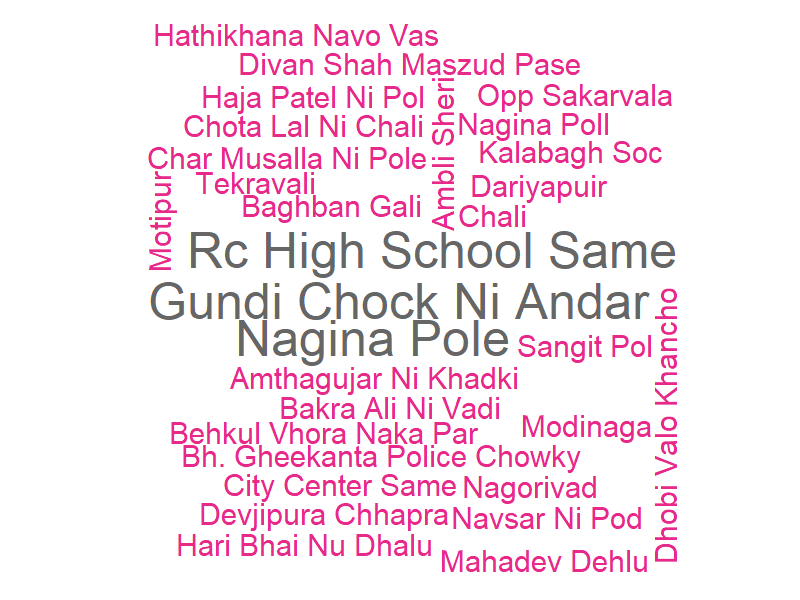 Hathikhana Navo Vas
Divan Shah Maszud Pase
Haja Patel Ni Pol
Opp Sakarvala
Chota Lal Ni Chali
Nagina Poll
Char Musalla Ni Pole
Kalabagh Soc
Ambli Sheri
Tekravali
Dariyapuir
Baghban Gali
Chali
Motipur
Rc High School Same
Gundi Chock Ni Andar
Nagina Pole
Sangit Pol
Amthagujar Ni Khadki
Bakra Ali Ni Vadi
Behkul Vhora Naka Par
Modinaga
Bh. Gheekanta Police Chowky
City Center Same
Nagorivad
Devjipura Chhapra
Navsar Ni Pod
Hari Bhai Nu Dhalu
Mahadev Dehlu
Dhobi Valo Khancho